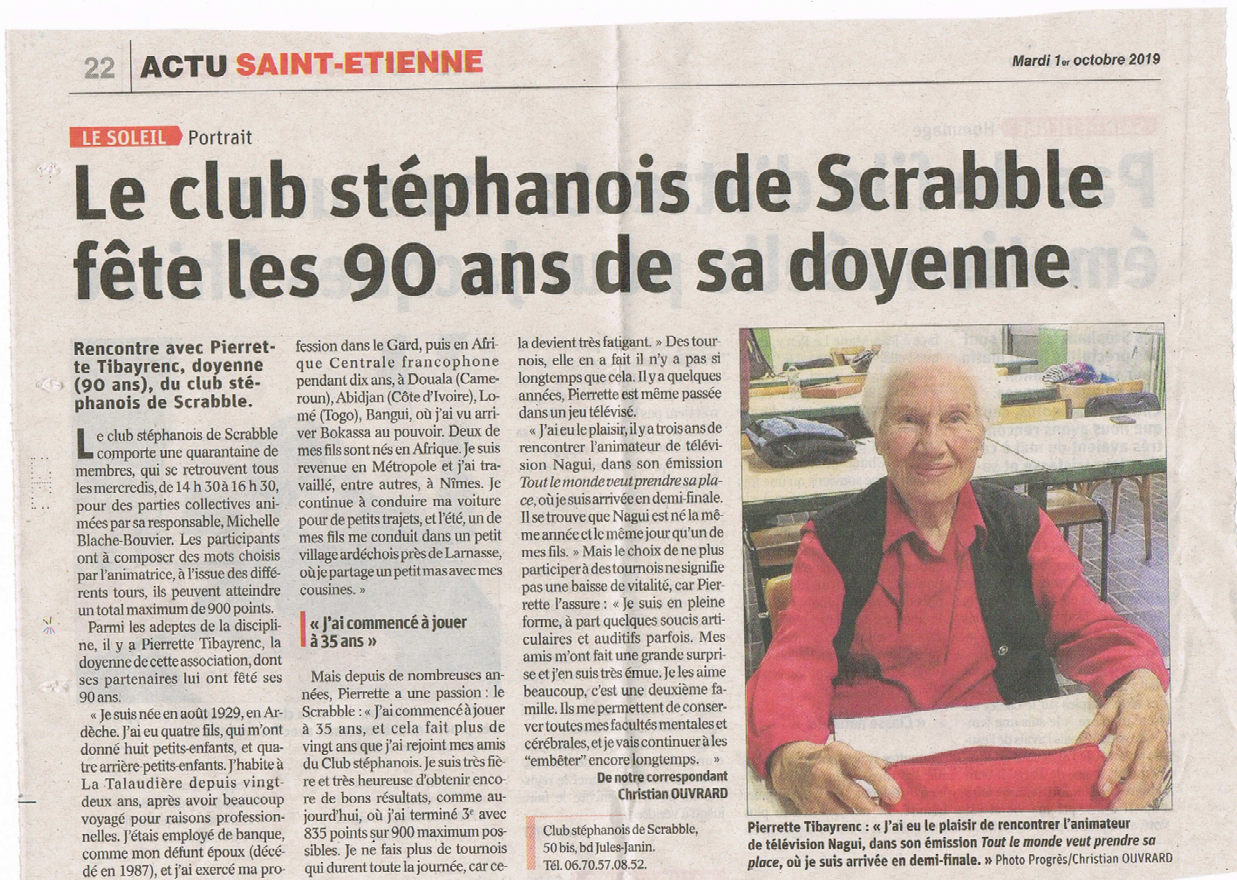 22 ACTU SAINT-ETIENNE
Mardi 1er octobre 2019
LE SOLEIL Portrait
Le club stéphanois de Scrabble
fête les 90 ans de sa doyenne
Rencontre avec Pierret-
te Tibayrenc, doyenne
(90 ans), du club sté-
phanois de Scrabble.
Le club stéphanois de Scrabble
comporte une quarantaine de
membres, qui se retrouvent tous
les mercredis, de 14 h 30 à 16 h 30,
pour des parties collectives ani-
mées par sa responsable, Michelle
Blache-Bouvier. Les participants
ont à composer des mots choisis
par l'animatrice, à l'issue des diffé-
rents tours, ils peuvent atteindre
un total maximum de 900 points.
Parmi les adeptes de la discipli-
ne, il y a Pierrette Tibayrenc, la
doyenne de cette association, dont
ses partenaires lui ont fêté ses
90 ans.
« Je suis née en août 1929, en Ar-
dèche. J'ai eu quatre fils, qui m'ont
donné huit petits-enfants, et qua-
tre arrière-petits-enfants. J'habite à
La Talaudière depuis vingt-
deux ans, après avoir beaucoup
voyagé pour raisons profession-
nelles. J'étais employé de banque,
comme mon défunt époux (décé-
dé en 1987), et j'ai exercé ma pro-
fession dans le Gard, puis en Afri-
que Centrale francophone
pendant dix ans, à Douala (Came-
roun), Abidjan (Côte d'Ivoire), Lo-
mé (Togo), Bangui, où j'ai vu arri-
ver Bokassa au pouvoir. Deux de
mes fils sont nés en Afrique. Je suis
revenue en Métropole et j'ai tra-
vaillé, entre autres, à Nîmes. Je
continue à conduire ma voiture
pour de petits trajets, et l'été, un de
mes fils me conduit dans un petit
village ardéchois près de Larnasse,
où je partage un petit mas avec mes
cousines. »
« J'ai commencé à jouer
à 35 ans »
Mais depuis de nombreuses an-
nées, Pierrette a une passion : le
Scrabble : « J'ai commencé à jouer
à 35 ans, et cela fait plus de
vingt ans que j'ai rejoint mes amis
du Club stéphanois. Je suis très fiè-
re et très heureuse d'obtenir enco-
re de bons résultats, comme au-
jourd'hui, où j'ai terminé 3e avec
835 points sur 900 maximum pos-
sibles. Je ne fais plus de tournois
qui durent toute la journée, car ce-
la devient très fatigant. » Des tour-
nois, elle en a fait il n'y a pas si
longtemps que cela. Il y a quelques
années, Pierrette est même passée
dans un jeu télévisé.
« J'ai eu le plaisir, il y a trois ans de
rencontrer l'animateur de télévi-
sion Nagui, dans son émission
Tout le monde veut prendre sa pla-
ce, où je suis arrivée en demi-finale.
Il se trouve que Nagui est né la mê-
me année et le même jour qu'un de
mes fils. » Mais le choix de ne plus
participer à des tournois ne signifie
pas une baisse de vitalité, car Pier-
rette l'assure : « Je suis en pleine
forme, à part quelques soucis arti-
culaires et auditifs parfois. Mes
amis m'ont fait une grande surpri-
se et j'en suis très émue. Je les aime
beaucoup, c'est une deuxième fa-
mille. Ils me permettent de conser-
ver toutes mes facultés mentales et
cérébrales, et je vais continuer à les
"embêter" encore longtemps. »
De notre correspondant
Christian OUVRARD
Club stéphanois de Scrabble,
50 bis, bd Jules-Janin.
Tél. 06.70.57.08.52.
Pierrette Tibayrenc : « J'ai eu le plaisir de rencontrer l'animateur
de télévision Nagui, dans son émission Tout le monde veut prendre sa
place, où je suis arrivée en demi-finale. » Photo Progrès/Christian OUVRARD